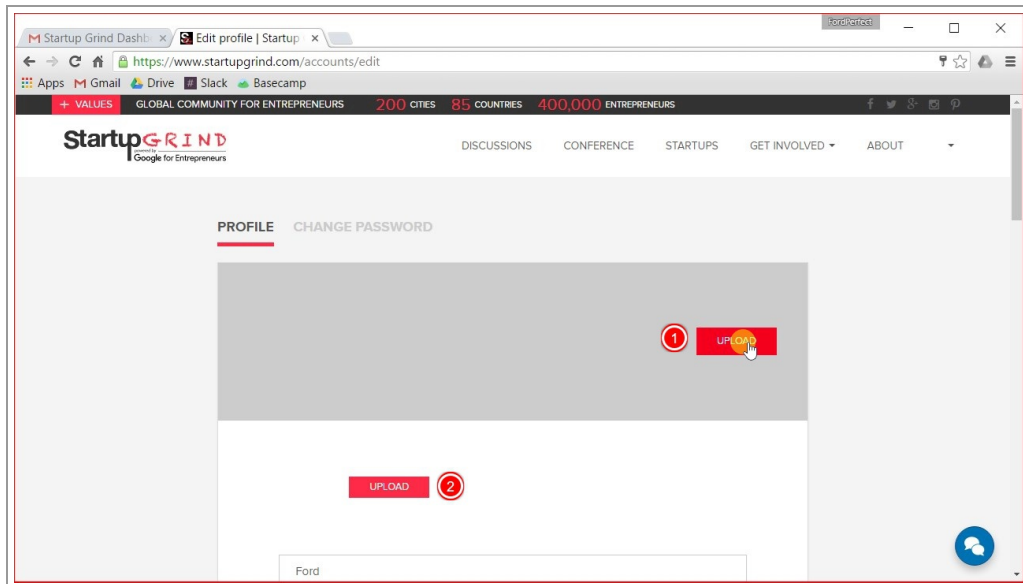 FordPerfect
Startup Grind Dashb
Edit profile | Startup
https://www.startupgrind.com/accounts/edit
Apps Gmail Drive Slack Basecamp
+ VALUES GLOBAL COMMUNITY FOR ENTREPRENEURS 200 CITIES 85 COUNTRIES 400,000 ENTREPRENEURS
StartupGRIND
powered by
Google for Entrepreneurs
DISCUSSIONS CONFERENCE STARTUPS GET INVOLVED ABOUT
PROFILE CHANGE PASSWORD
1 UPLOAD
UPLOAD 2
Ford